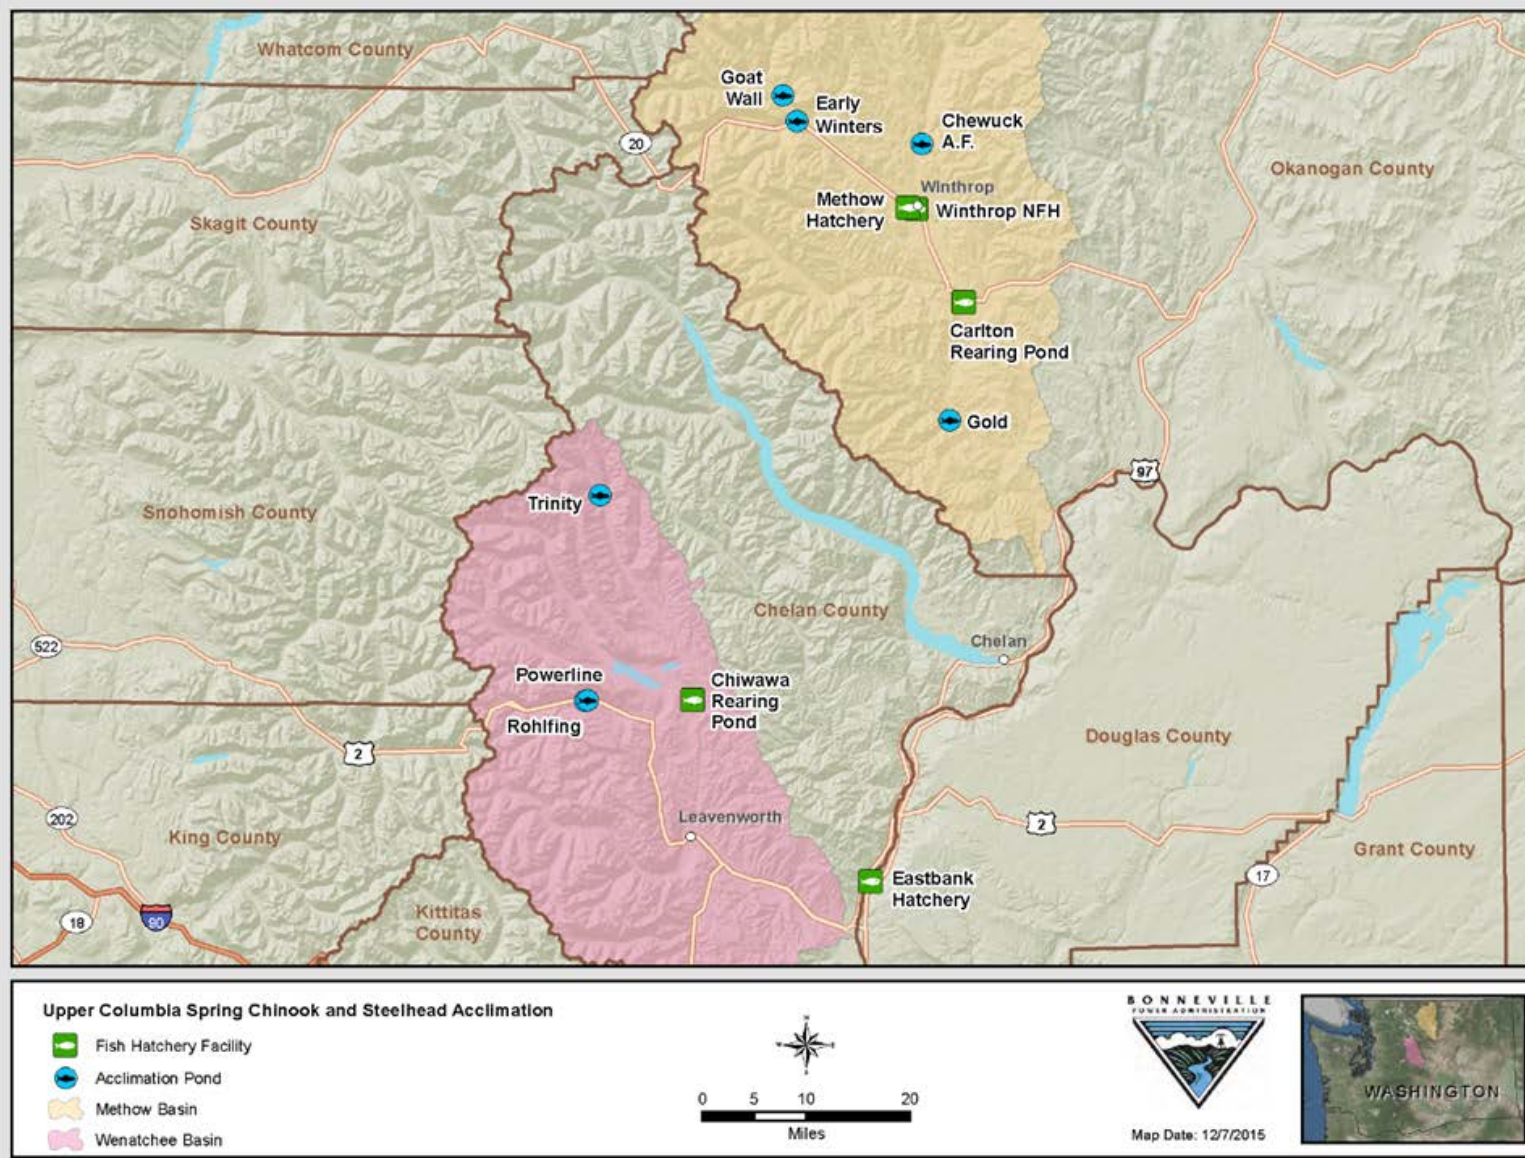 Whatcom County
Goat
Wall
Early
Winters
Chewuck
A.F.
20
Okanogan County
Winthrop
Methow
Hatchery
Winthrop NFH
Skagit County
Carlton
Rearing Pond
Gold
97
Trinity
Snohomish County
Chelan County
Chelan
522
Powerline
Rohlfing
Chiwawa
Rearing
Pond
2
Douglas County
202
King County
Leavenworth
2
Grant County
17
Eastbank
Hatchery
Kittitas
County
18
90
Upper Columbia Spring Chinook and Steelhead Acclimation
Fish Hatchery Facility
Acclimation Pond
Methow Basin
Wenatchee Basin
N
W
E
S
0 5 10 20
Miles
BONNEVILLE
POWER ADMINISTRATION
Map Date: 12/7/2015
WASHINGTON